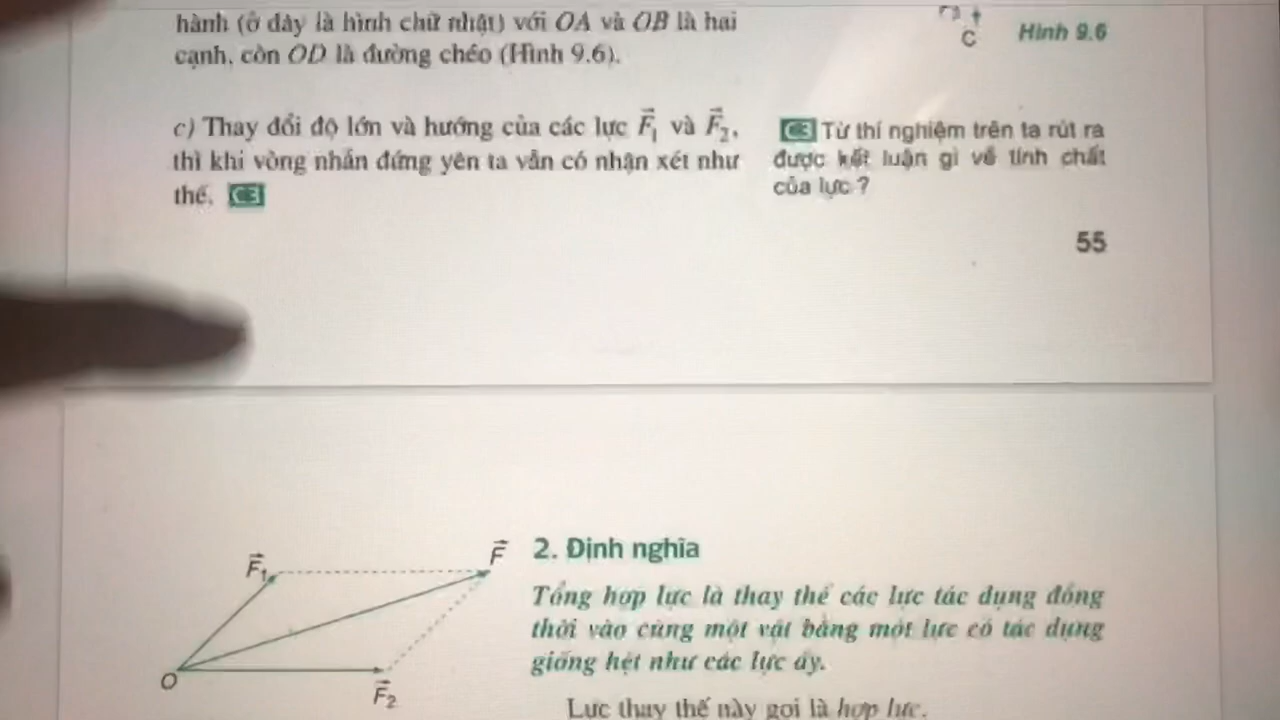 hành (ở đây là hình chữ nhật) với OA và OB là hai
cạnh, còn OD là đường chéo (Hình 9.6).
C
Hình 9.6
c) Thay đổi độ lớn và hướng của các lực F⃗₁ và F⃗₂,
thì khi vòng nhẫn đứng yên ta vẫn có nhận xét như
thế. C3
C3 Từ thí nghiệm trên ta rút ra
được kết luận gì về tính chất
của lực ?
55
F⃗₁
F⃗
O
F⃗₂
2. Định nghĩa
Tổng hợp lực là thay thế các lực tác dụng đồng
thời vào cùng một vật bằng một lực có tác dụng
giống hệt như các lực ấy.
Lực thay thế này gọi là hợp lực.